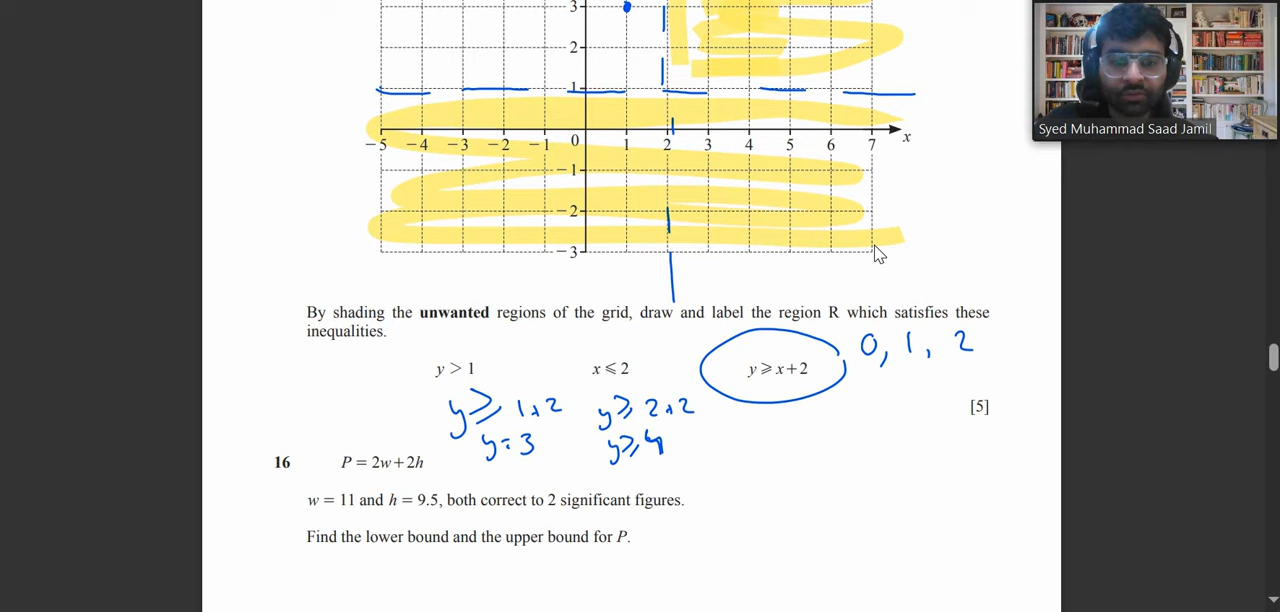 3
2
1
−5 −4 −3 −2 −1 0 1 2 3 4 5 6 7 x
−1
−2
−3
Syed Muhammad Saad Jamil
By shading the unwanted regions of the grid, draw and label the region R which satisfies these
inequalities.
0, 1, 2
y > 1 x ⩽ 2 y ⩾ x + 2
[5]
y ⩾ 1+2 y ⩾ 2+2
y = 3 y ⩾ 4
16 P = 2w + 2h
w = 11 and h = 9.5, both correct to 2 significant figures.
Find the lower bound and the upper bound for P.